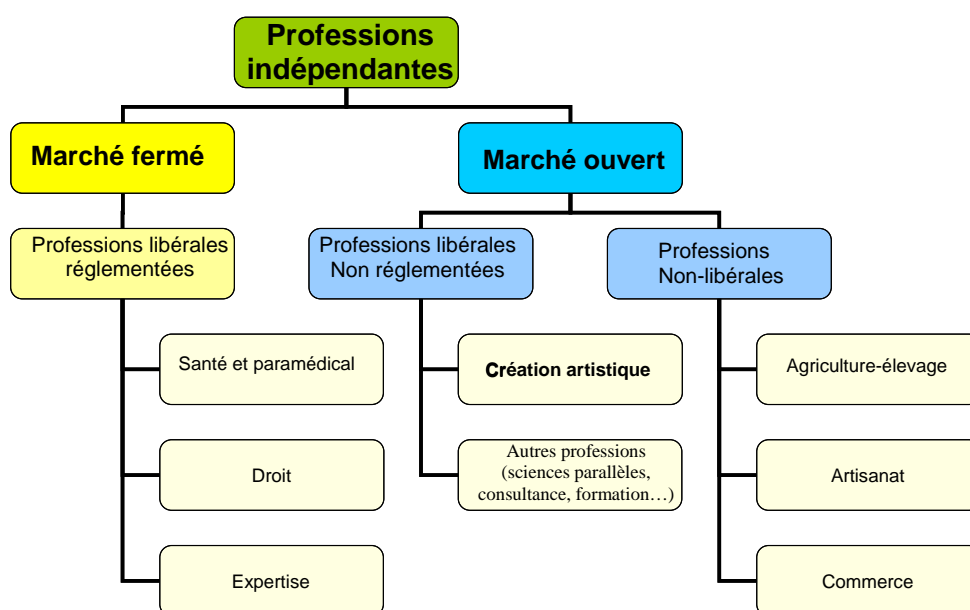 Professions
indépendantes
Marché fermé
Marché ouvert
Professions libérales
réglementées
Professions libérales
Non réglementées
Professions
Non-libérales
Santé et paramédical
Création artistique
Agriculture-élevage
Droit
Autres professions
(sciences parallèles,
consultance, formation…)
Artisanat
Expertise
Commerce